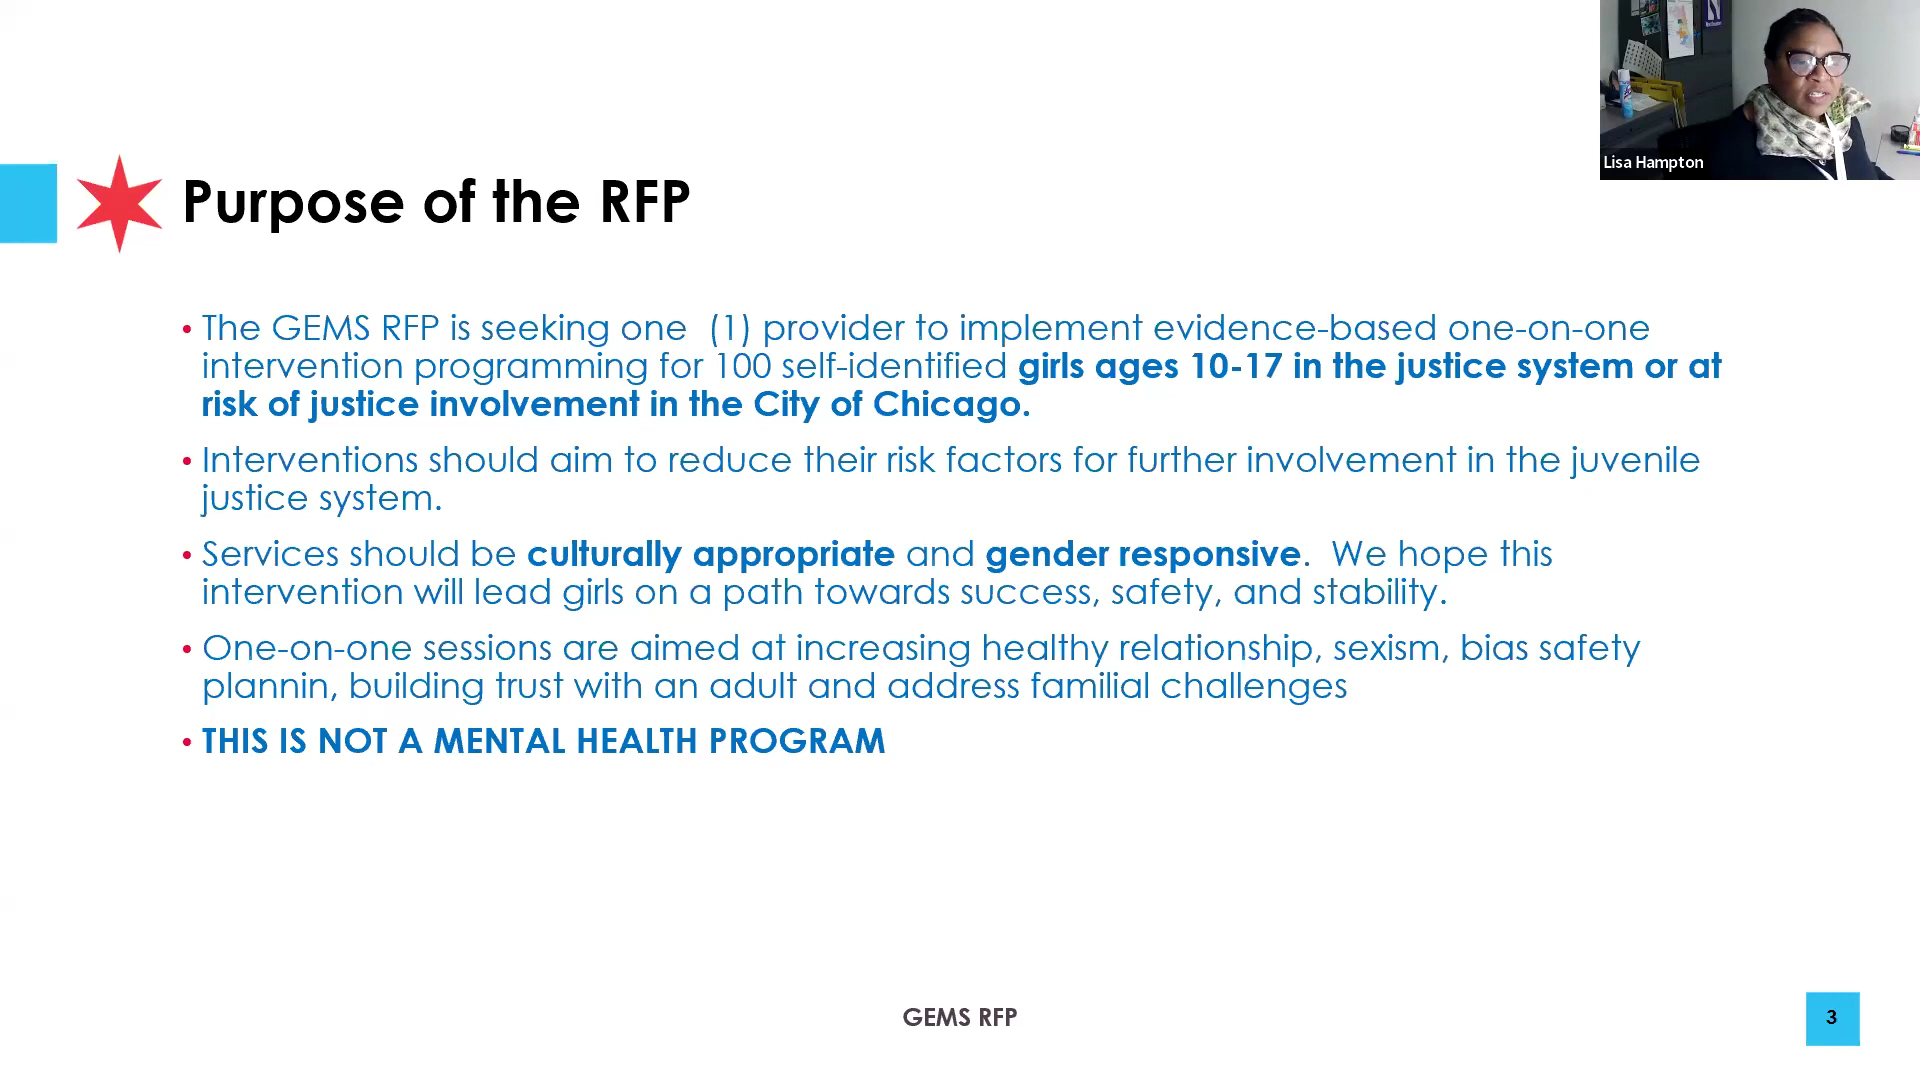 Lisa Hampton
Purpose of the RFP
• The GEMS RFP is seeking one  (1) provider to implement evidence-based one-on-one
intervention programming for 100 self-identified girls ages 10-17 in the justice system or at
risk of justice involvement in the City of Chicago.
• Interventions should aim to reduce their risk factors for further involvement in the juvenile
justice system.
• Services should be culturally appropriate and gender responsive.  We hope this
intervention will lead girls on a path towards success, safety, and stability.
• One-on-one sessions are aimed at increasing healthy relationship, sexism, bias safety
plannin, building trust with an adult and address familial challenges
• THIS IS NOT A MENTAL HEALTH PROGRAM
GEMS RFP
3